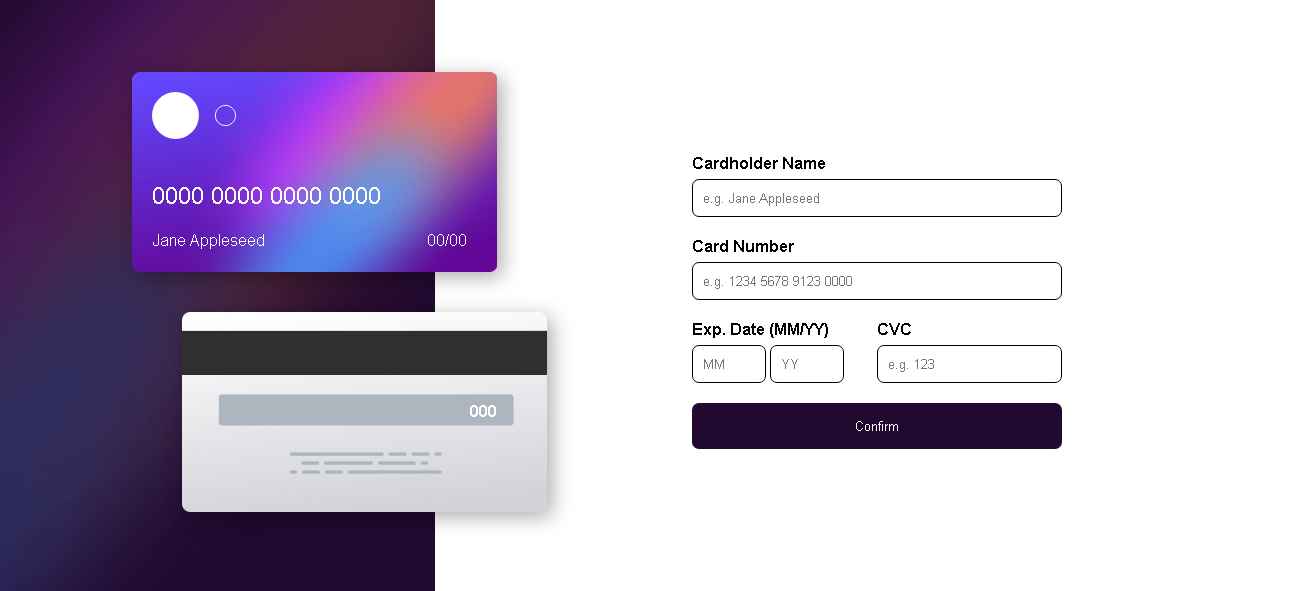 0000 0000 0000 0000
Jane Appleseed 00/00
000
Cardholder Name
e.g. Jane Appleseed
Card Number
e.g. 1234 5678 9123 0000
Exp. Date (MM/YY) CVC
MM YY e.g. 123
Confirm